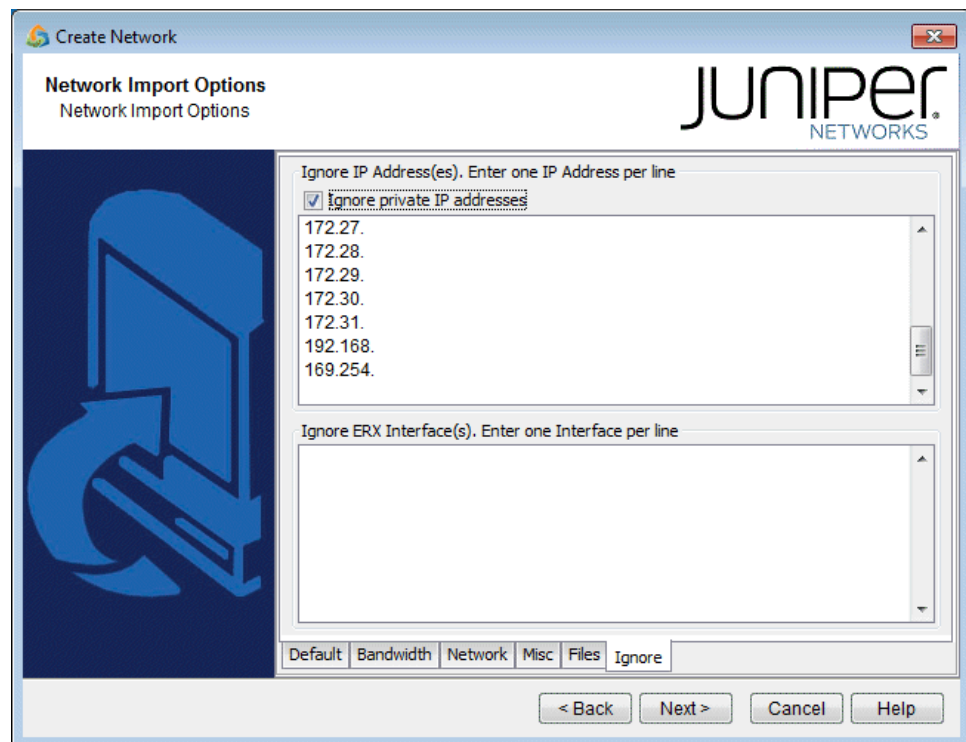 Create Network
Network Import Options
Network Import Options
JUNIPER
NETWORKS
Ignore IP Address(es). Enter one IP Address per line
Ignore private IP addresses
172.27.
172.28.
172.29.
172.30.
172.31.
192.168.
169.254.
Ignore ERX Interface(s). Enter one Interface per line
Default Bandwidth Network Misc Files Ignore
< Back Next > Cancel Help